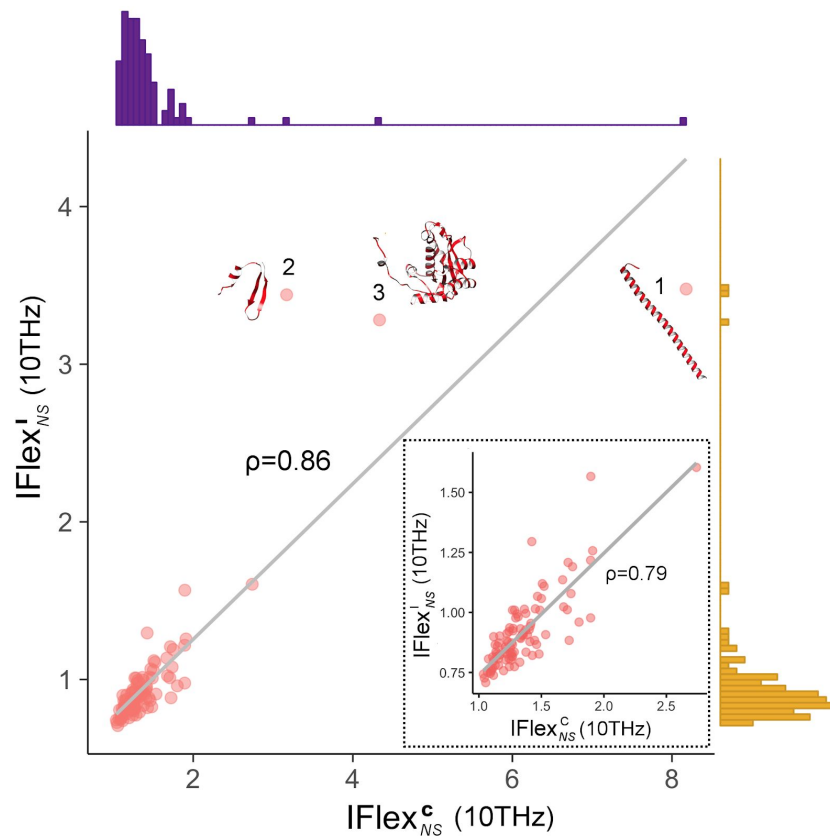 4
2
1
3
3
IFlex^I_NS (10THz)
ρ=0.86
2
1
1.50
1.25
IFlex^I_NS (10THz)
ρ=0.79
1.00
0.75
1.0 1.5 2.0 2.5
IFlex^C_NS (10THz)
2 4 6 8
IFlex^c_NS (10THz)